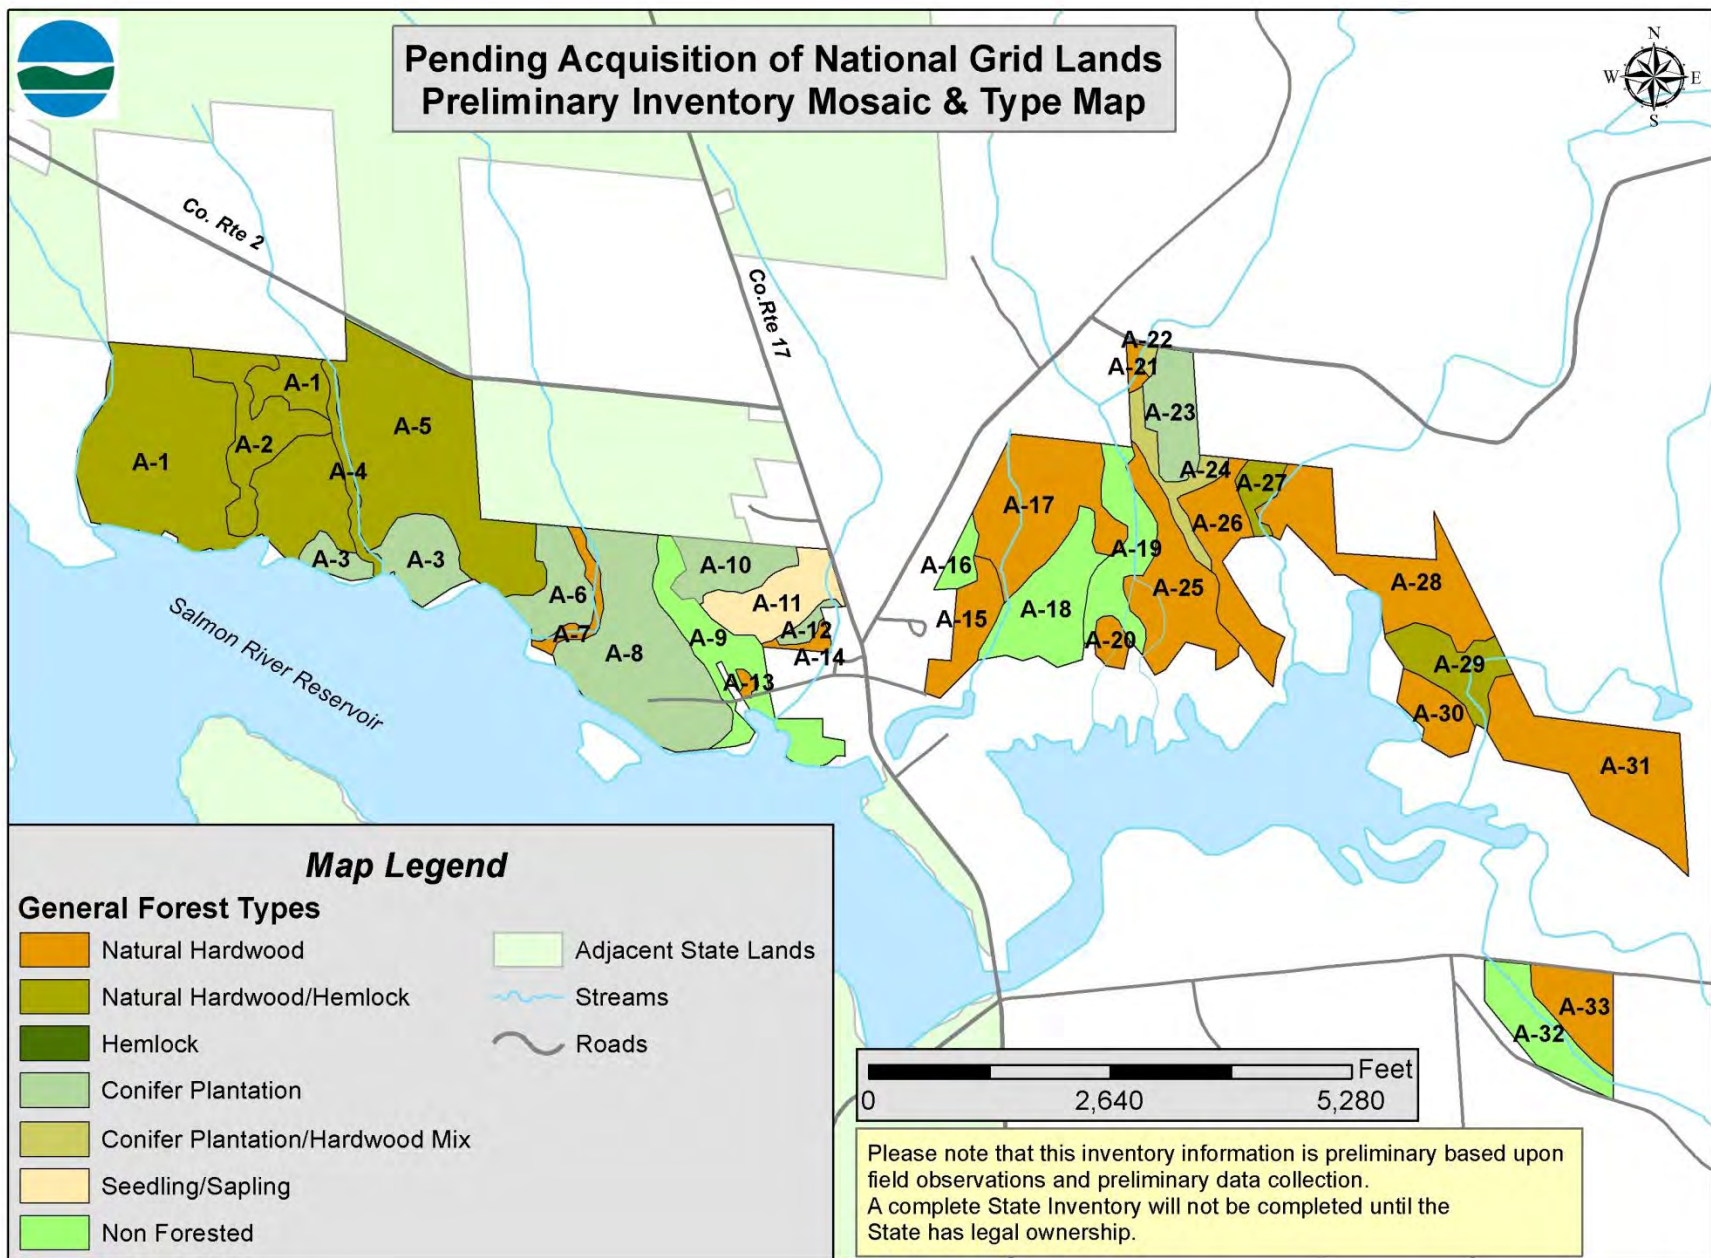 Pending Acquisition of National Grid Lands
Preliminary Inventory Mosaic & Type Map
N
W
E
S
Co. Rte 2
Co.Rte 17
A-22
A-21
A-1
A-23
A-5
A-2
A-1
A-4
A-24
A-27
A-17
A-26
A-19
A-3
A-3
A-10
A-16
A-28
A-6
A-11
A-25
A-18
A-15
A-7
A-9
A-12
A-20
A-8
A-14
A-29
A-13
A-30
A-31
Salmon River Reservoir
A-33
A-32
Map Legend
General Forest Types
Natural Hardwood
Natural Hardwood/Hemlock
Hemlock
Conifer Plantation
Conifer Plantation/Hardwood Mix
Seedling/Sapling
Non Forested
Adjacent State Lands
Streams
Roads
Feet
0 2,640 5,280
Please note that this inventory information is preliminary based upon
field observations and preliminary data collection.
A complete State Inventory will not be completed until the
State has legal ownership.